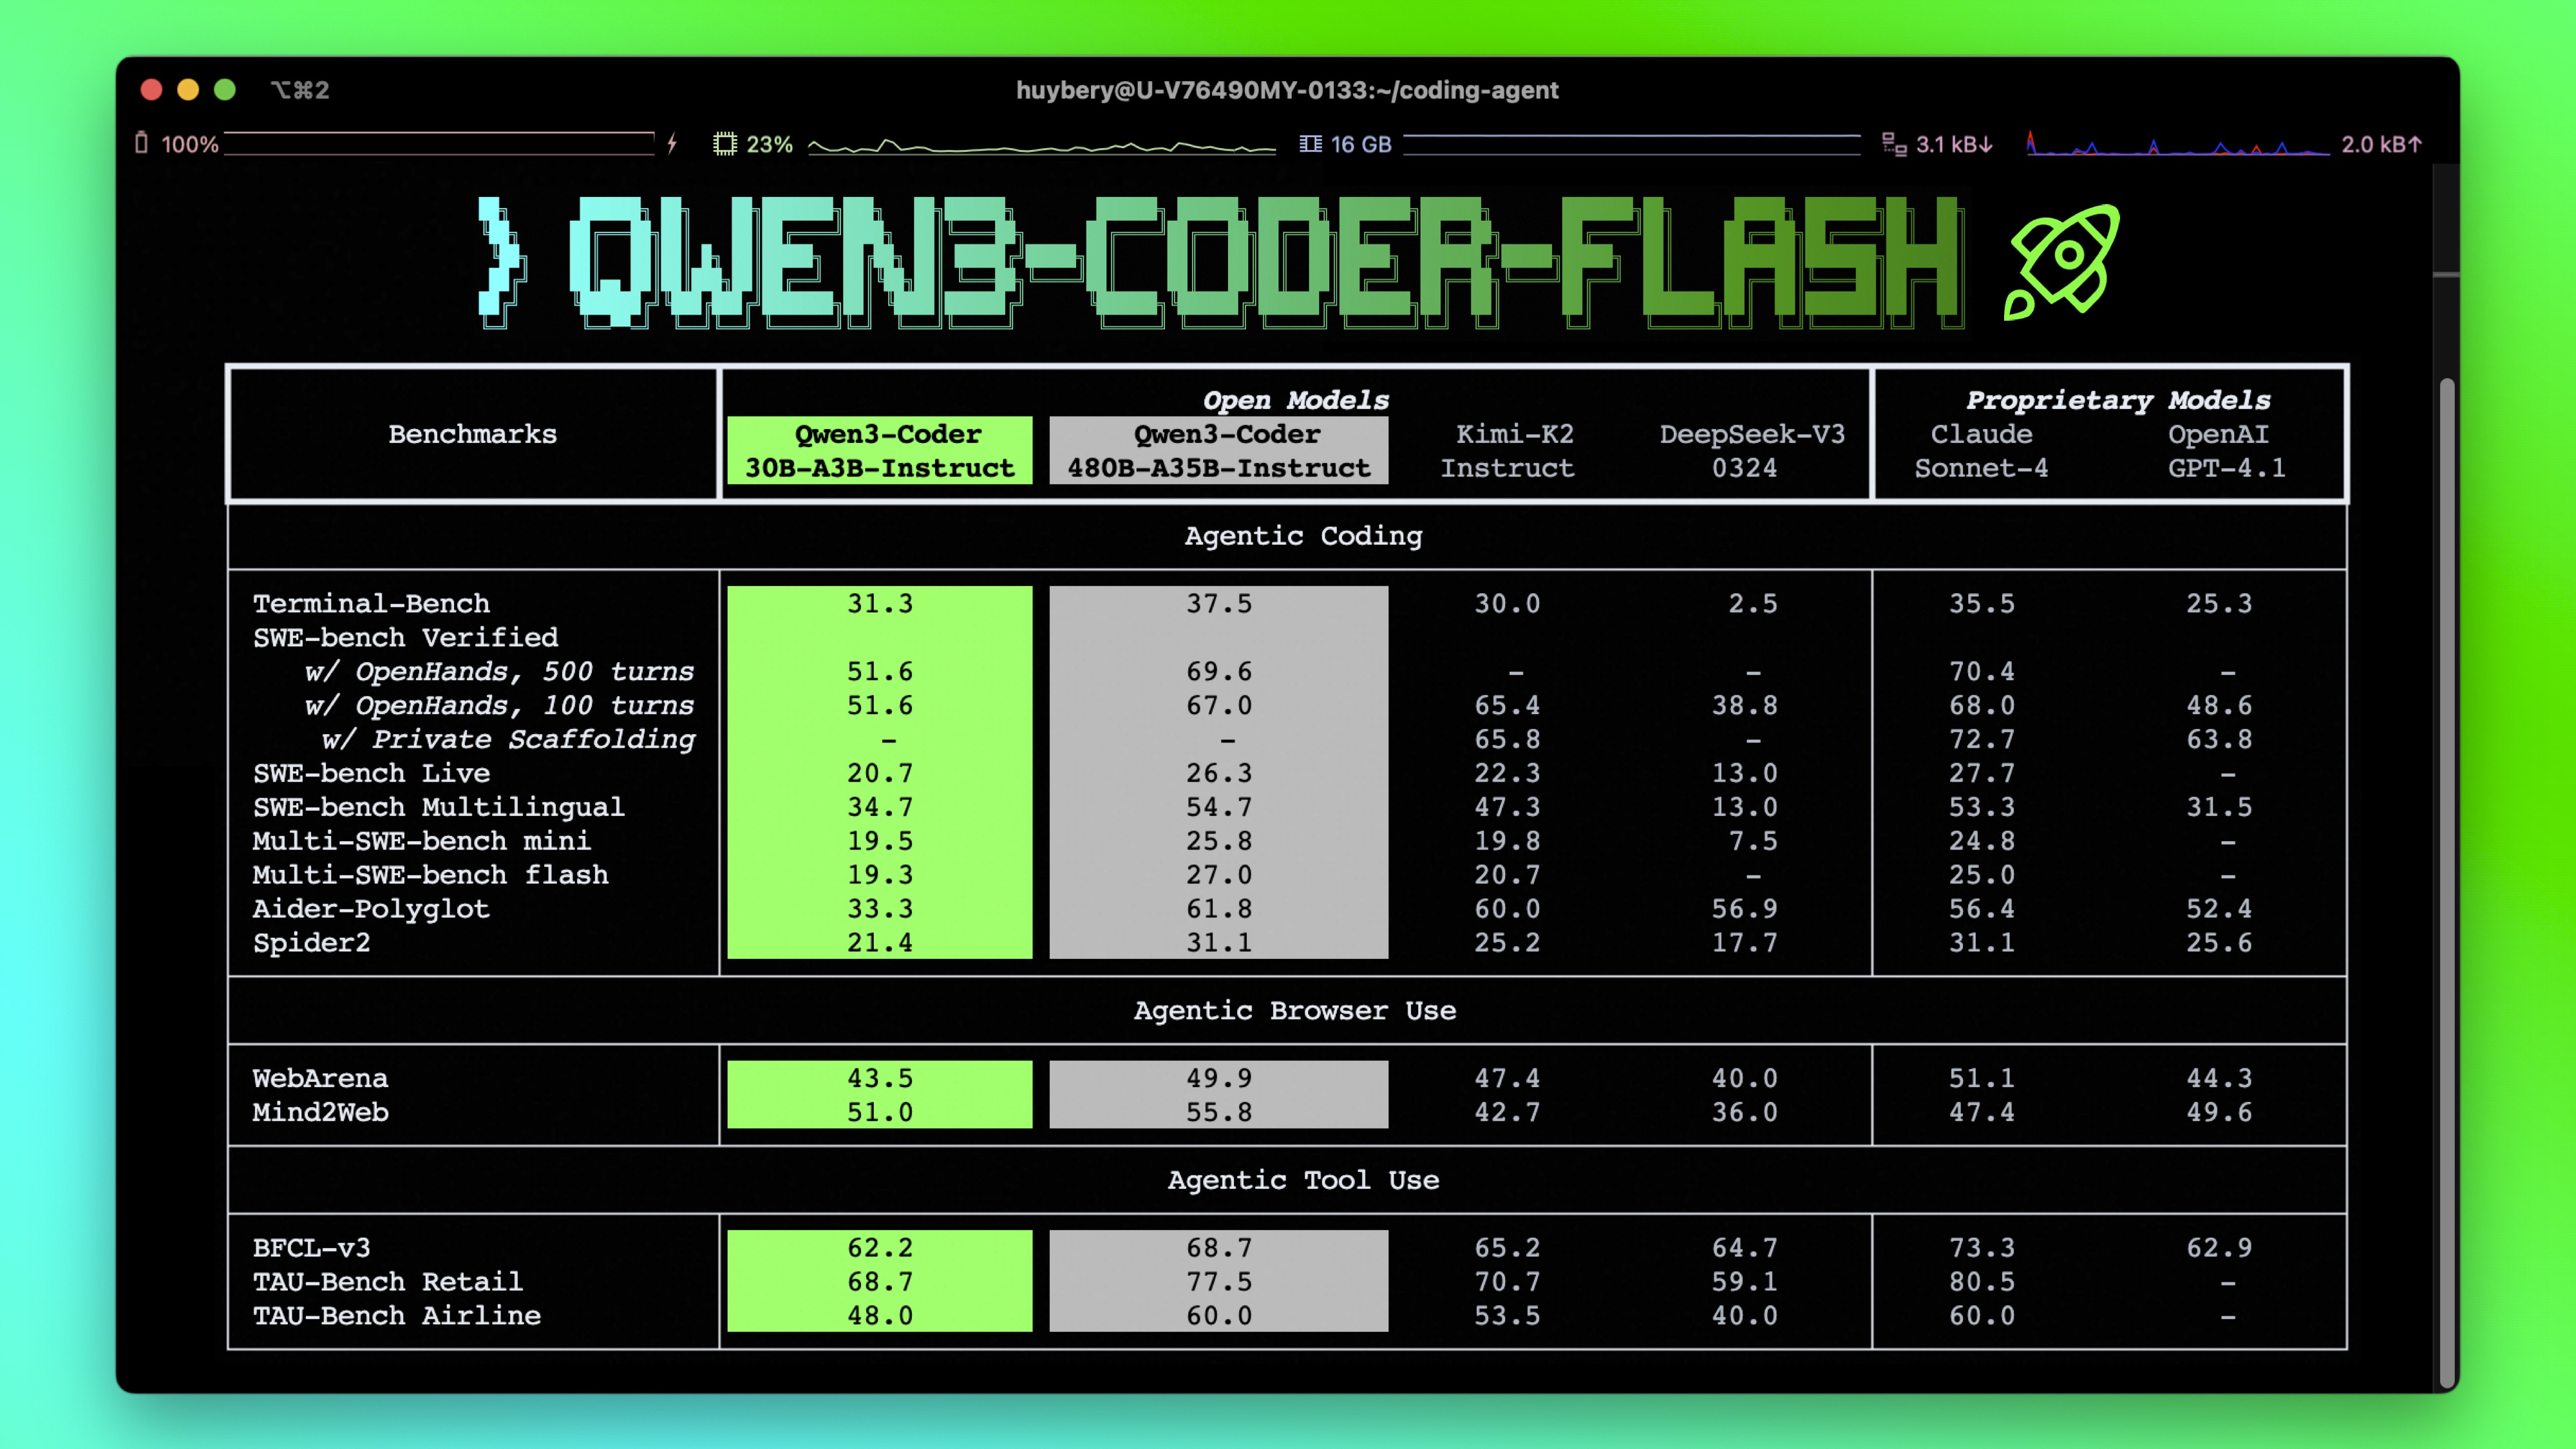 ⌥⌘2 huybery@U-V76490MY-0133:~/coding-agent
100% 23% 16 GB 3.1 kB↓ 2.0 kB↑
❯ QWEN3-CODER-FLASH
Open Models Proprietary Models
Benchmarks Qwen3-Coder Qwen3-Coder Kimi-K2 DeepSeek-V3 Claude OpenAI
30B-A3B-Instruct 480B-A35B-Instruct Instruct 0324 Sonnet-4 GPT-4.1
Agentic Coding
Terminal-Bench 31.3 37.5 30.0 2.5 35.5 25.3
SWE-bench Verified
w/ OpenHands, 500 turns 51.6 69.6 – – 70.4 –
w/ OpenHands, 100 turns 51.6 67.0 65.4 38.8 68.0 48.6
w/ Private Scaffolding – – 65.8 – 72.7 63.8
SWE-bench Live 20.7 26.3 22.3 13.0 27.7 –
SWE-bench Multilingual 34.7 54.7 47.3 13.0 53.3 31.5
Multi-SWE-bench mini 19.5 25.8 19.8 7.5 24.8 –
Multi-SWE-bench flash 19.3 27.0 20.7 – 25.0 –
Aider-Polyglot 33.3 61.8 60.0 56.9 56.4 52.4
Spider2 21.4 31.1 25.2 17.7 31.1 25.6
Agentic Browser Use
WebArena 43.5 49.9 47.4 40.0 51.1 44.3
Mind2Web 51.0 55.8 42.7 36.0 47.4 49.6
Agentic Tool Use
BFCL-v3 62.2 68.7 65.2 64.7 73.3 62.9
TAU-Bench Retail 68.7 77.5 70.7 59.1 80.5 –
TAU-Bench Airline 48.0 60.0 53.5 40.0 60.0 –